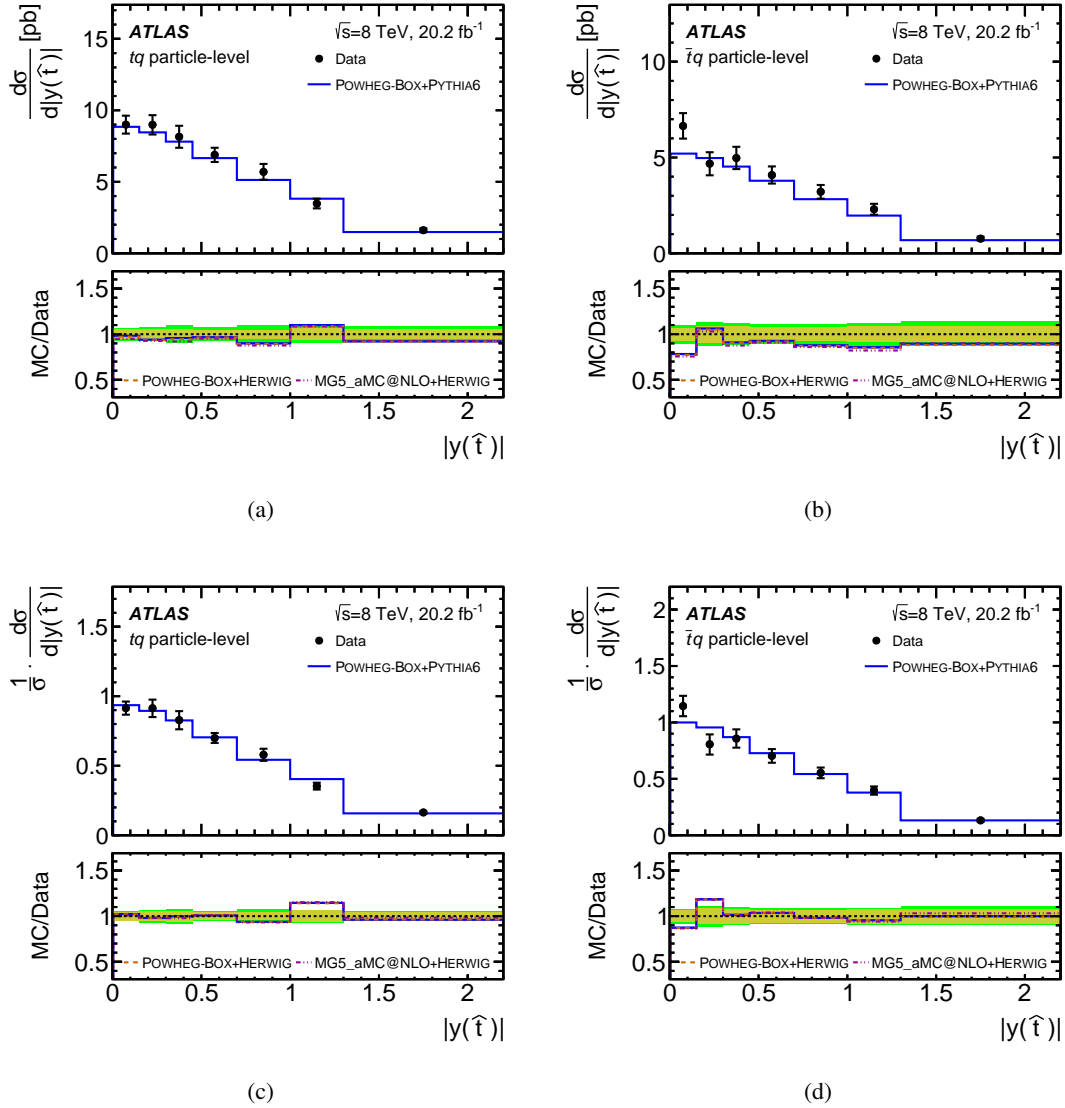 dσ
d|y(t̂)| [pb]
ATLAS √s=8 TeV, 20.2 fb⁻¹
tq particle-level
Data
POWHEG-BOX+PYTHIA6
15
10
5
0
MC/Data
1.5
1
0.5
POWHEG-BOX+HERWIG MG5_aMC@NLO+HERWIG
0 0.5 1 1.5 2
|y(t̂)|
(a)
dσ
d|y(t̂)| [pb]
ATLAS √s=8 TeV, 20.2 fb⁻¹
t̄q particle-level
Data
POWHEG-BOX+PYTHIA6
10
5
0
MC/Data
1.5
1
0.5
POWHEG-BOX+HERWIG MG5_aMC@NLO+HERWIG
0 0.5 1 1.5 2
|y(t̂)|
(b)
1/σ · dσ
d|y(t̂)|
ATLAS √s=8 TeV, 20.2 fb⁻¹
tq particle-level
Data
POWHEG-BOX+PYTHIA6
1.5
1
0.5
0
MC/Data
1.5
1
0.5
POWHEG-BOX+HERWIG MG5_aMC@NLO+HERWIG
0 0.5 1 1.5 2
|y(t̂)|
(c)
1/σ · dσ
d|y(t̂)|
ATLAS √s=8 TeV, 20.2 fb⁻¹
t̄q particle-level
Data
POWHEG-BOX+PYTHIA6
2
1.5
1
0.5
0
MC/Data
1.5
1
0.5
POWHEG-BOX+HERWIG MG5_aMC@NLO+HERWIG
0 0.5 1 1.5 2
|y(t̂)|
(d)